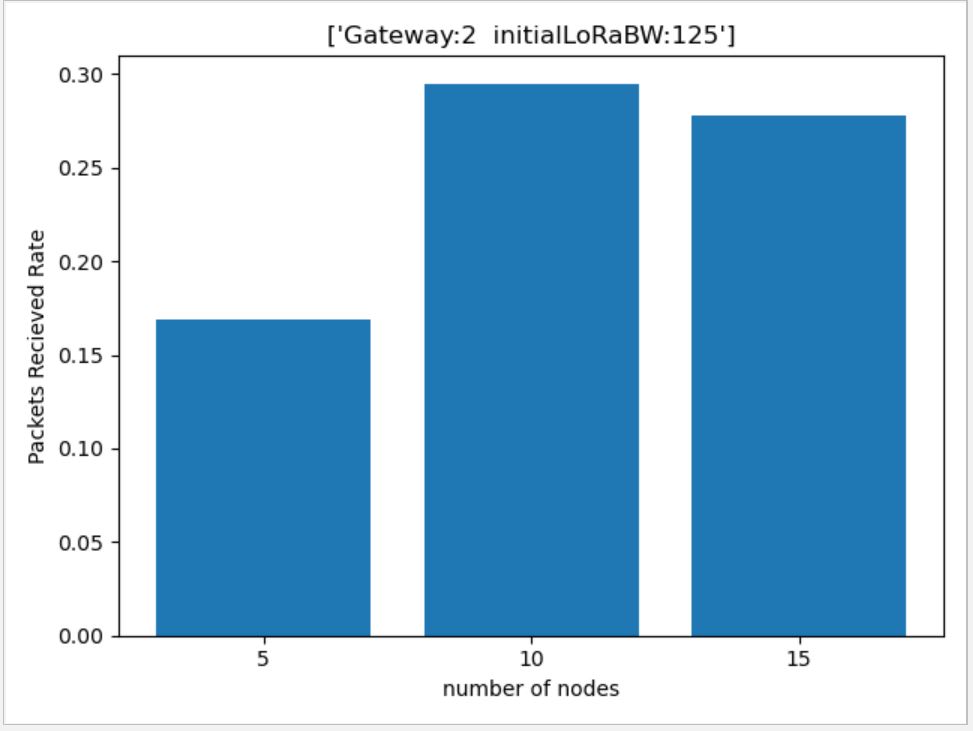 ['Gateway:2  initialLoRaBW:125']
0.30
0.25
0.20
0.15
0.10
0.05
0.00
Packets Recieved Rate
5 10 15
number of nodes